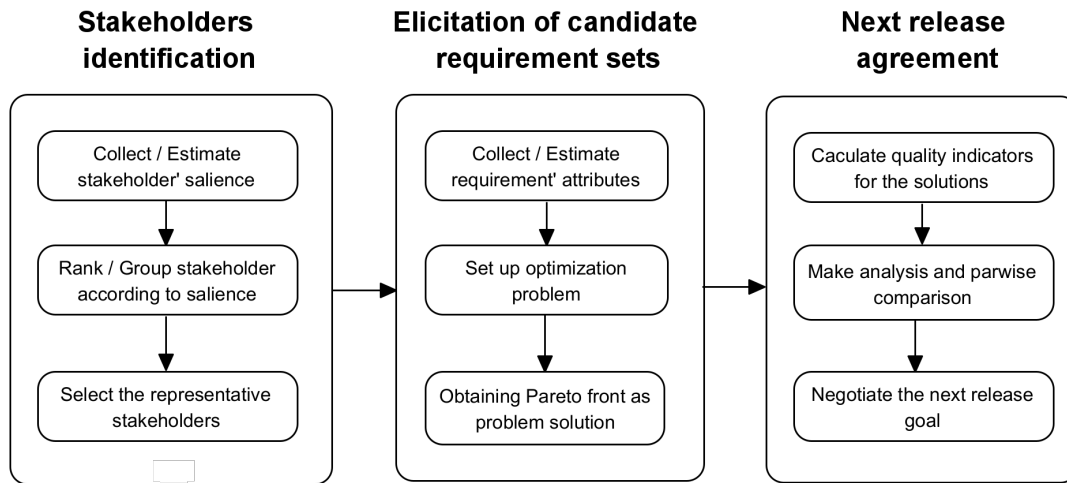 Stakeholders
identification
Collect / Estimate
stakeholder' salience
Rank / Group stakeholder
according to salience
Select the representative
stakeholders
Elicitation of candidate
requirement sets
Collect / Estimate
requirement' attributes
Set up optimization
problem
Obtaining Pareto front as
problem solution
Next release
agreement
Caculate quality indicators
for the solutions
Make analysis and parwise
comparison
Negotiate the next release
goal